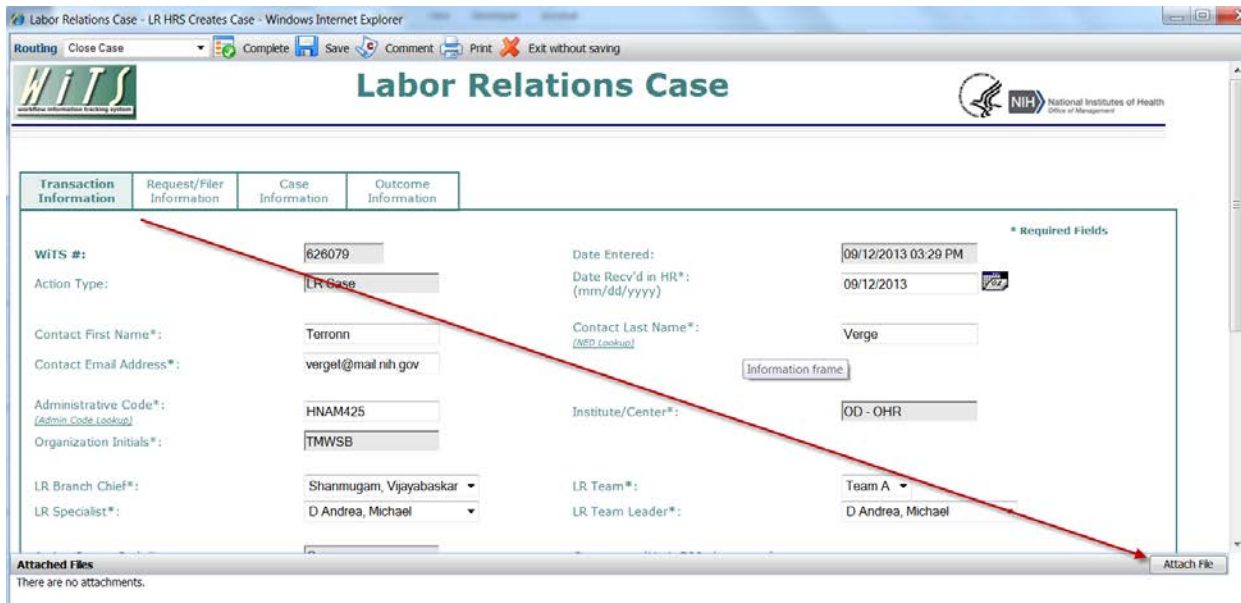 Labor Relations Case - LR HRS Creates Case - Windows Internet Explorer
Routing Close Case Complete Save Comment Print Exit without saving
WiTS
workflow information tracking system
Labor Relations Case
NIH National Institutes of Health
Office of Management
Transaction Information
Request/Filer Information
Case Information
Outcome Information
* Required Fields
WiTS #: 626079 Date Entered: 09/12/2013 03:29 PM
Action Type: LR Case Date Recv'd in HR*: (mm/dd/yyyy) 09/12/2013
Contact First Name*: Terronn Contact Last Name*: (NED Lookup) Verge
Contact Email Address*: verget@mail.nih.gov
Information frame
Administrative Code*: (Admin Code Lookup) HNAM425 Institute/Center*: OD - OHR
Organization Initials*: TMWSB
LR Branch Chief*: Shanmugam, Vijayabaskar LR Team*: Team A
LR Specialist*: D Andrea, Michael LR Team Leader*: D Andrea, Michael
Attached Files Attach File
There are no attachments.